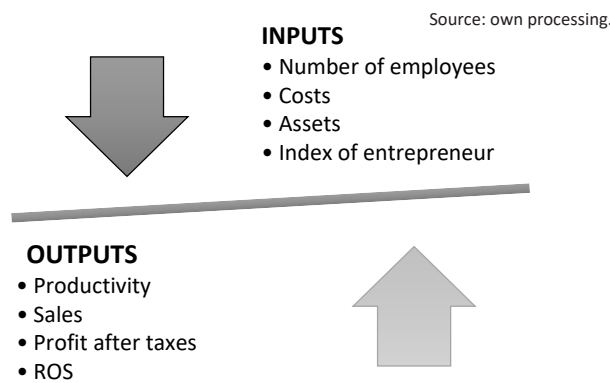 Source: own processing.
INPUTS
• Number of employees
• Costs
• Assets
• Index of entrepreneur
OUTPUTS
• Productivity
• Sales
• Profit after taxes
• ROS